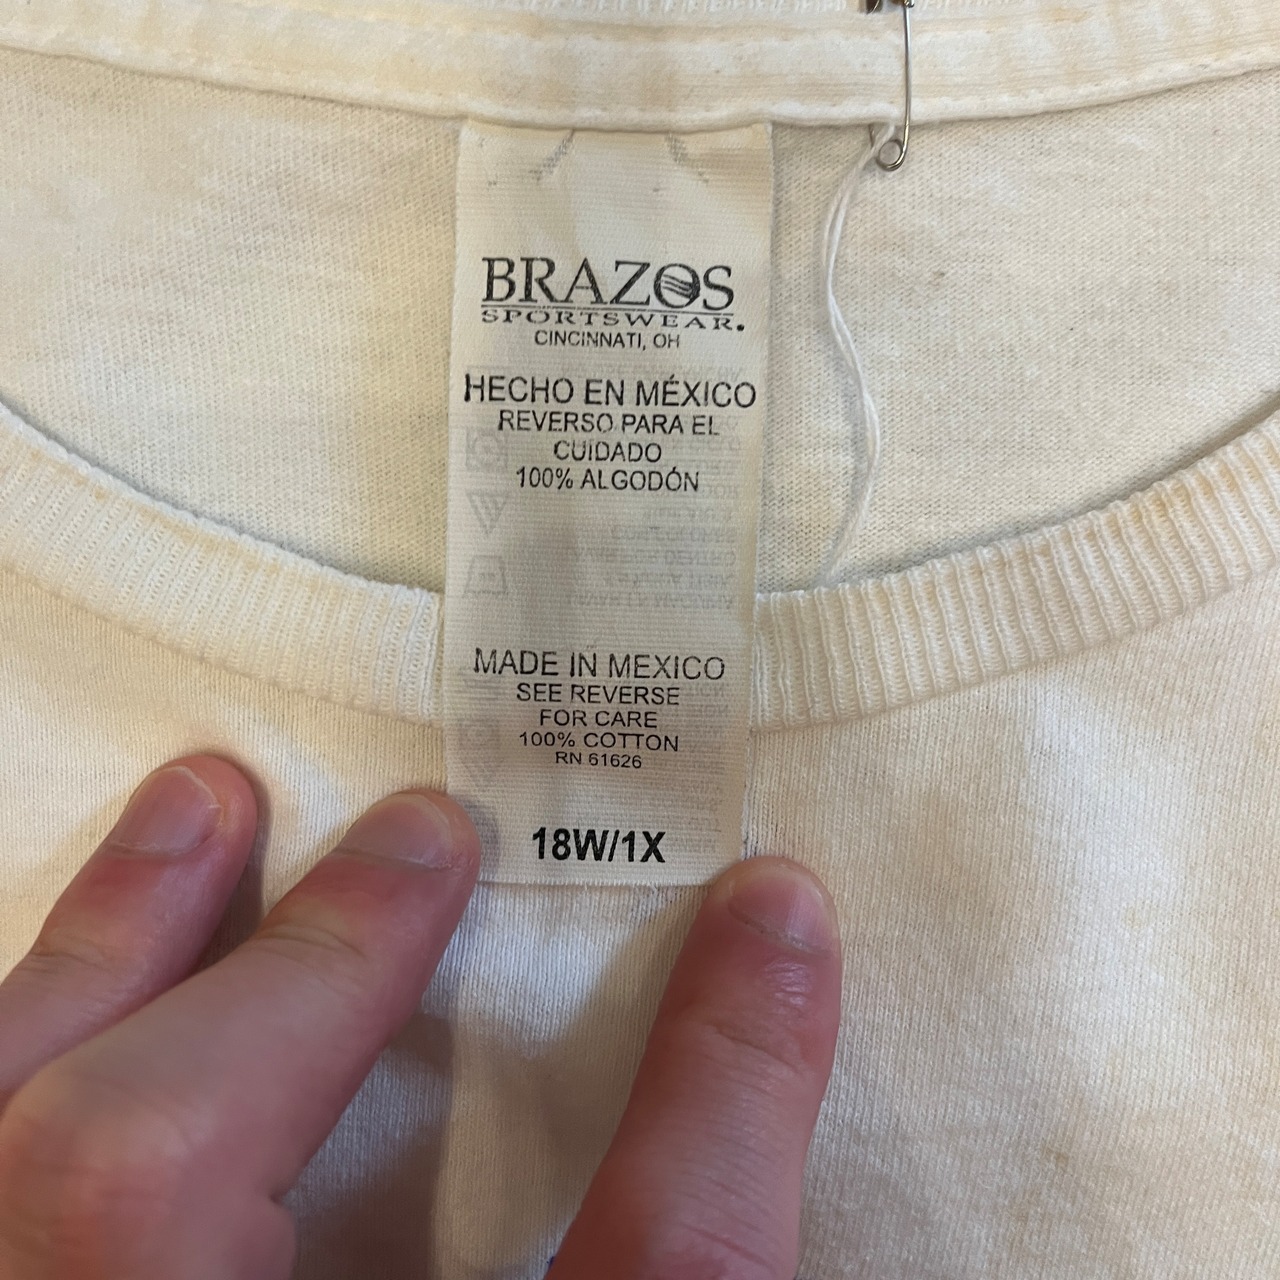 BRAZOS
SPORTSWEAR.
CINCINNATI, OH
HECHO EN MÉXICO
REVERSO PARA EL
CUIDADO
100% ALGODÓN
MADE IN MEXICO
SEE REVERSE
FOR CARE
100% COTTON
RN 61626
18W/1X